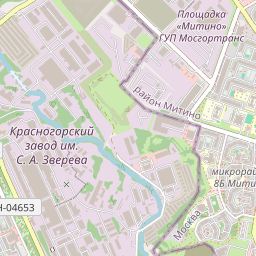 Площадка
«Митино»
ГУП Мосгортранс
район Митино
Красногорский
завод им.
С. А. Зверева
микрорай
8Б Мити
Н-04653
Москва